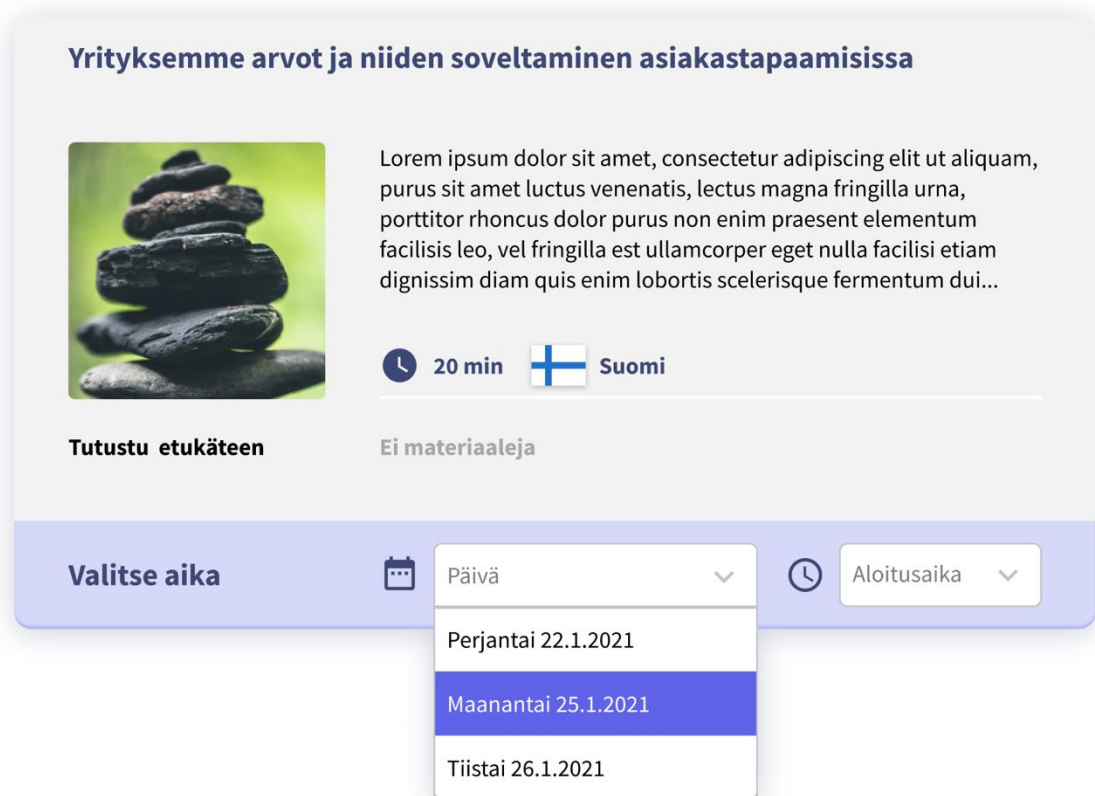 Yrityksemme arvot ja niiden soveltaminen asiakastapaamisissa
Lorem ipsum dolor sit amet, consectetur adipiscing elit ut aliquam,
purus sit amet luctus venenatis, lectus magna fringilla urna,
porttitor rhoncus dolor purus non enim praesent elementum
facilisis leo, vel fringilla est ullamcorper eget nulla facilisi etiam
dignissim diam quis enim lobortis scelerisque fermentum dui...
20 min Suomi
Tutustu etukäteen Ei materiaaleja
Valitse aika Päivä Aloitusaika
Perjantai 22.1.2021
Maanantai 25.1.2021
Tiistai 26.1.2021